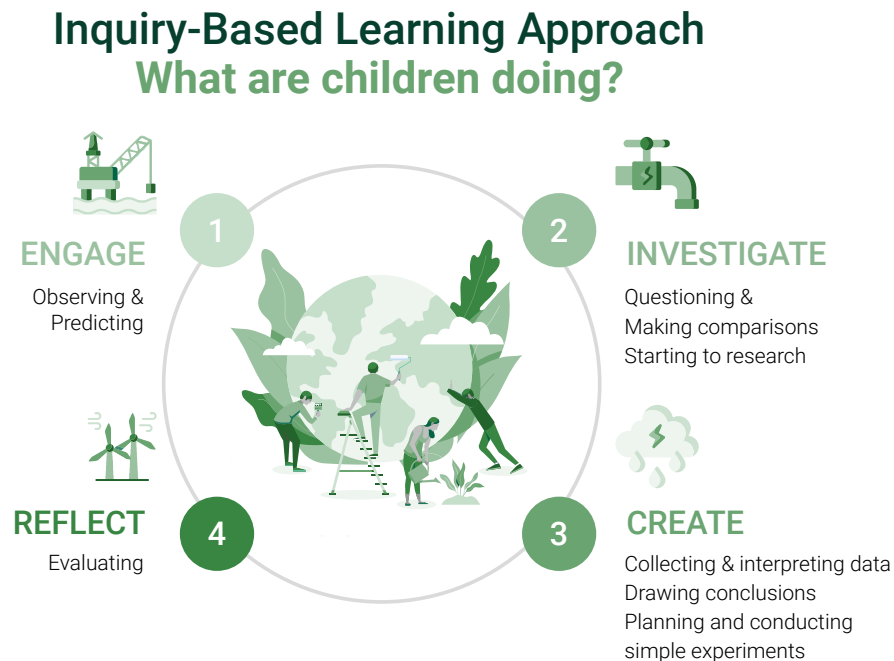 Inquiry-Based Learning Approach
What are children doing?
1
ENGAGE
Observing &
Predicting
2
INVESTIGATE
Questioning &
Making comparisons
Starting to research
3
CREATE
Collecting & interpreting data
Drawing conclusions
Planning and conducting
simple experiments
4
REFLECT
Evaluating